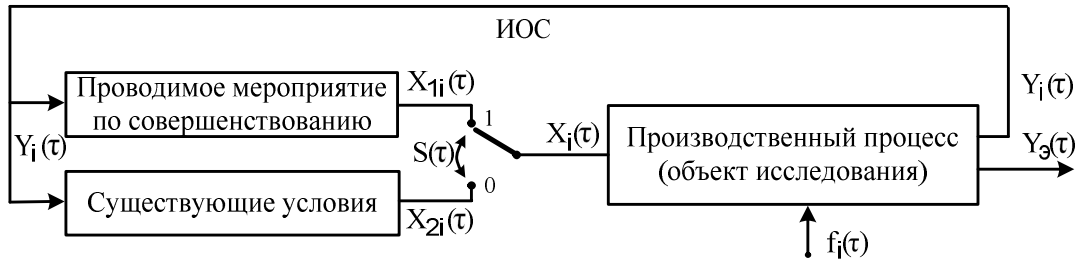 ИОС
Проводимое мероприятие
по совершенствованию
X1i(τ)
1
Yi(τ)
S(τ)
Xi(τ)
Производственный процесс
(объект исследования)
Yi(τ)
Yэ(τ)
Существующие условия
0
X2i(τ)
fi(τ)